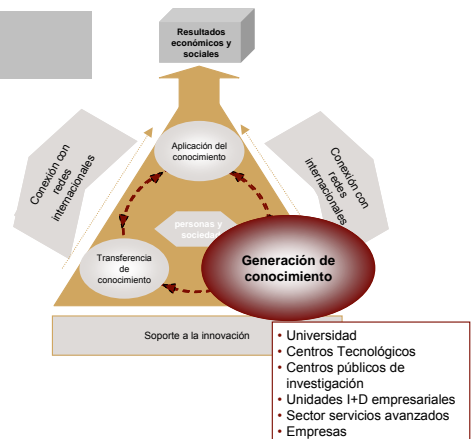 Resultados
económicos y
sociales
Aplicación del
conocimiento
Conexión con
redes
internacionales
Conexión con
redes
internacionales
personas y
sociedad
Transferencia
de
conocimiento
Generación de
conocimiento
Soporte a la innovación
• Universidad
• Centros Tecnológicos
• Centros públicos de
investigación
• Unidades I+D empresariales
• Sector servicios avanzados
• Empresas